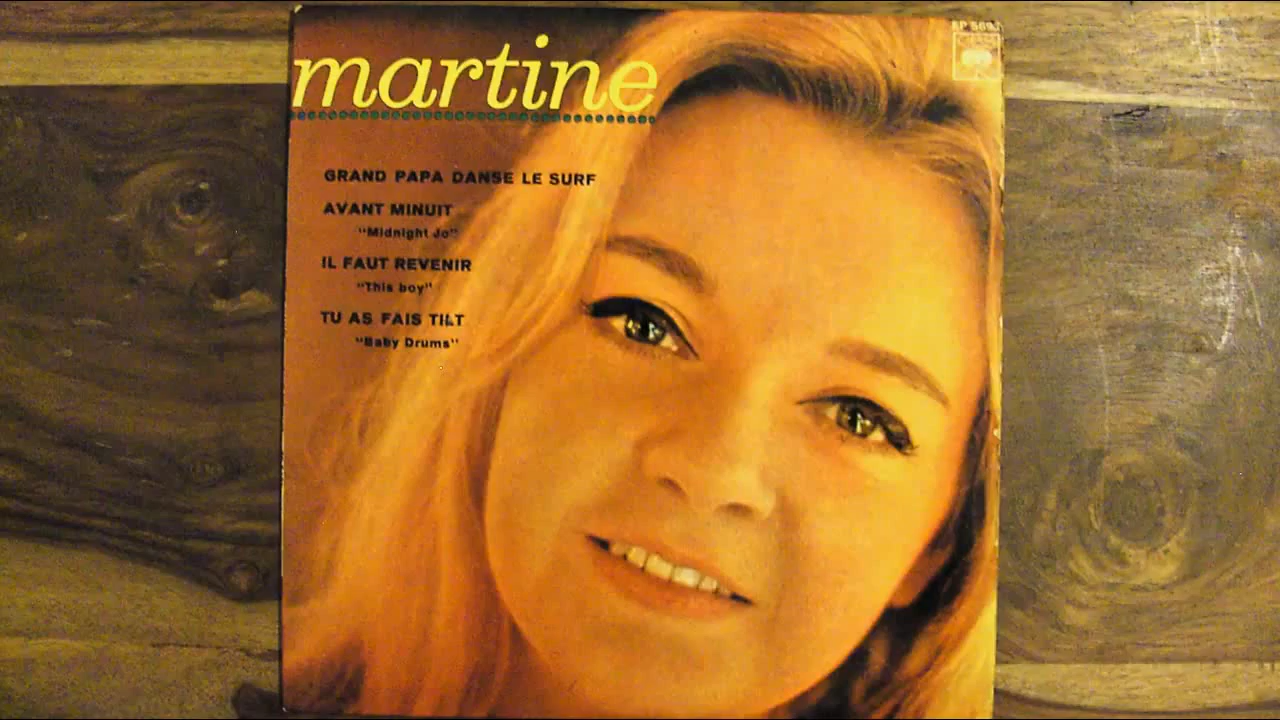 martine
GRAND PAPA DANSE LE SURF
AVANT MINUIT
"Midnight Jo"
IL FAUT REVENIR
"This boy"
TU AS FAIS TILT
"Baby Drums"